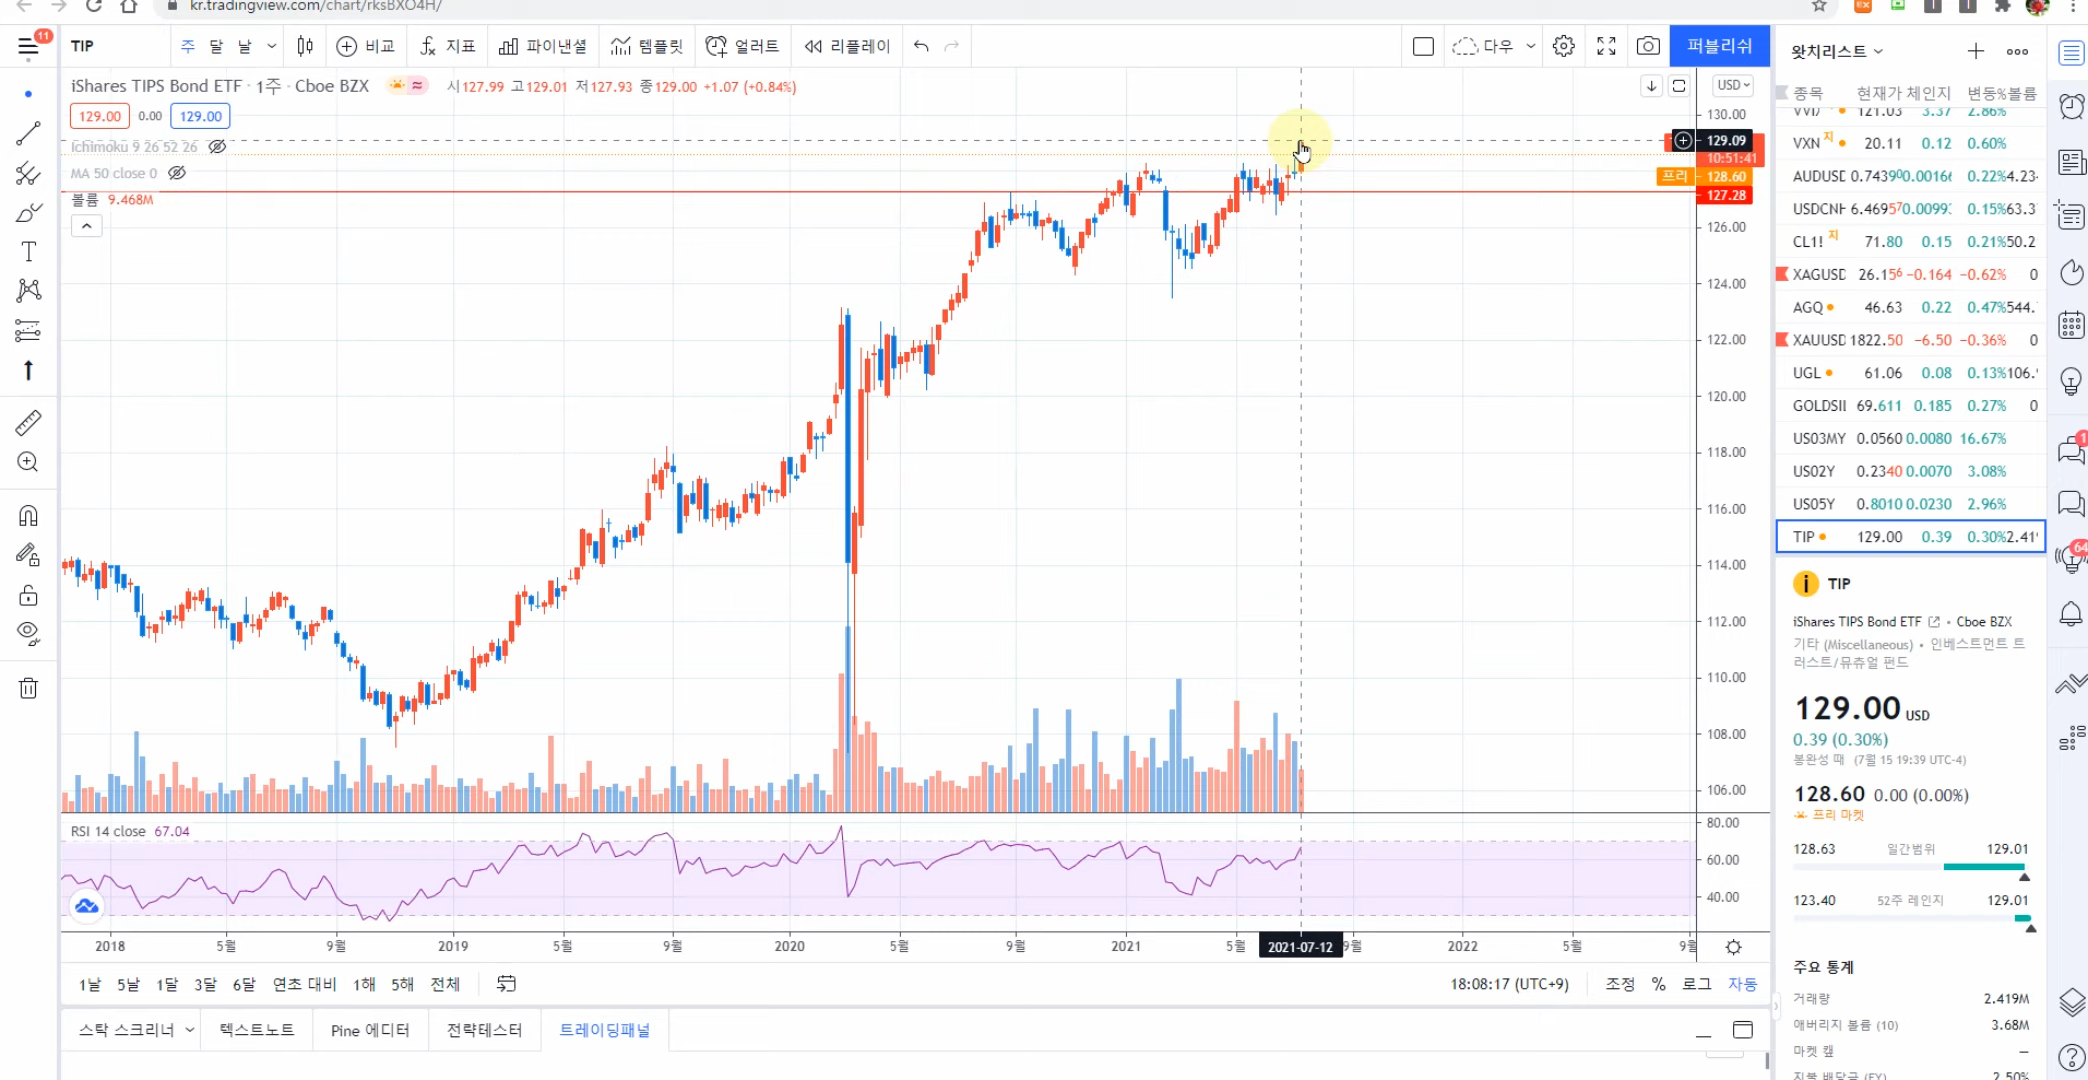 kr.tradingview.com/chart/rksBXO4H/
11
TIP
주 달 날
비교
지표
파이낸셜
템플릿
얼러트
리플레이
다우
퍼블리쉬
iShares TIPS Bond ETF · 1주 · Cboe BZX
시127.99 고129.01 저127.93 종129.00 +1.07 (+0.84%)
129.00 0.00 129.00
Ichimoku 9 26 52 26
MA 50 close 0
볼륨 9.468M
USD
130.00
129.09
10:51:41
프리 128.60
127.28
126.00
124.00
122.00
120.00
118.00
116.00
114.00
112.00
110.00
108.00
106.00
RSI 14 close 67.04
80.00
60.00
40.00
2018 5월 9월 2019 5월 9월 2020 5월 9월 2021 5월 2021-07-12 9월 2022 5월 9월
1날 5날 1달 3달 6달 연초 대비 1해 5해 전체
18:08:17 (UTC+9) 조정 % 로그 자동
스탁 스크리너 텍스트노트 Pine 에디터 전략테스터 트레이딩패널
왓치리스트
종목 현재가 체인지 변동% 볼륨
121.03 3.37 2.86%
VXN 지 20.11 0.12 0.60%
AUDUSD 0.74390 0.00166 0.22% 4.23
USDCNH 6.46957 0.0099 0.15% 63.3
CL1! 지 71.80 0.15 0.21% 50.2
XAGUSD 26.156 −0.164 −0.62% 0
AGQ 46.63 0.22 0.47% 544.
XAUUSD 1822.50 −6.50 −0.36% 0
UGL 61.06 0.08 0.13% 106.
GOLDSIL 69.611 0.185 0.27% 0
US03MY 0.0560 0.0080 16.67%
US02Y 0.2340 0.0070 3.08%
US05Y 0.8010 0.0230 2.96%
TIP 129.00 0.39 0.30% 2.41
TIP
iShares TIPS Bond ETF • Cboe BZX
기타 (Miscellaneous) • 인베스트먼트 트
러스트/뮤츄얼 펀드
129.00 USD
0.39 (0.30%)
봉완성 때 (7월 15 19:39 UTC-4)
128.60 0.00 (0.00%)
프리 마켓
128.63 일간범위 129.01
123.40 52주 레인지 129.01
주요 통계
거래량 2.419M
애버리지 볼륨 (10) 3.68M
마켓 캪 —
지불 배당금 (FY) 2.50%
1
64